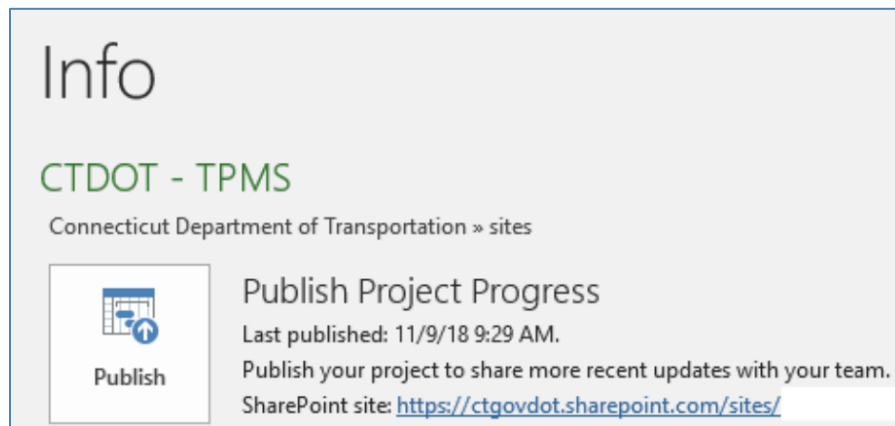 Info
CTDOT - TPMS
Connecticut Department of Transportation » sites
Publish
Publish Project Progress
Last published: 11/9/18 9:29 AM.
Publish your project to share more recent updates with your team.
SharePoint site: https://ctgovdot.sharepoint.com/sites/